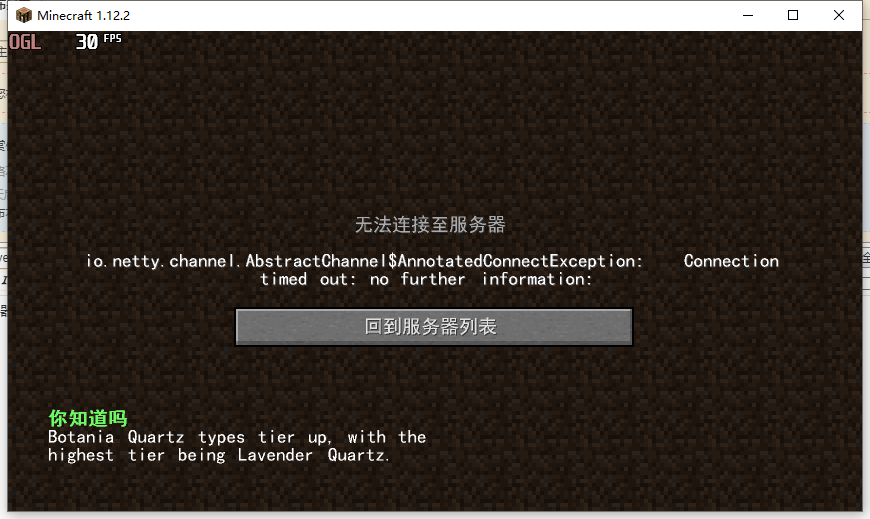 Minecraft 1.12.2
OGL 30 FPS
无法连接至服务器
io.netty.channel.AbstractChannel$AnnotatedConnectException: Connection
timed out: no further information:
回到服务器列表
你知道吗
Botania Quartz types tier up, with the
highest tier being Lavender Quartz.